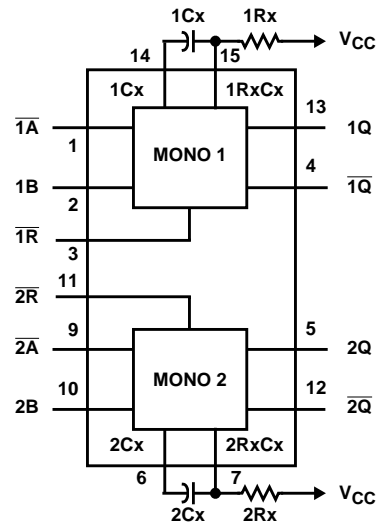 1Cx 1Rx
14 15 VCC
1Cx 1RxCx 13
1A̅ 1Q
1 MONO 1 4
1B 1Q̅
2
1R̅
3
11
2R̅
9 5
2A̅ 2Q
10 MONO 2 12
2B 2Q̅
2Cx 2RxCx
6 7 VCC
2Cx 2Rx